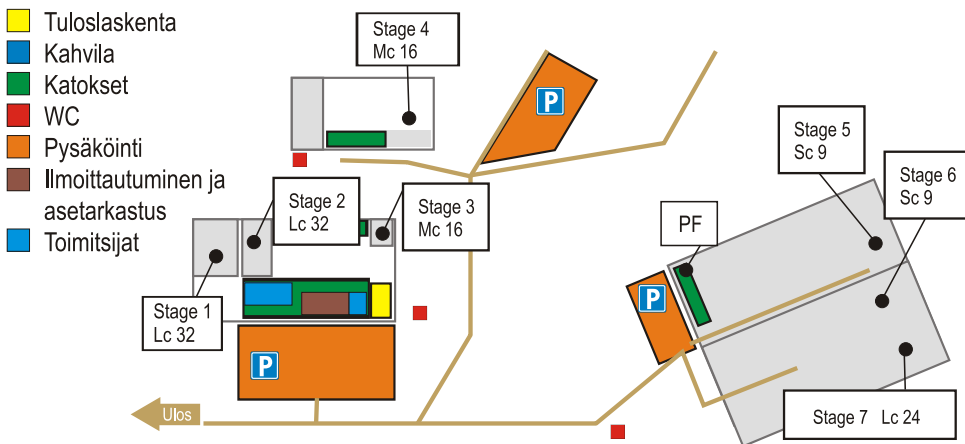 Tuloslaskenta
Kahvila
Katokset
WC
Pysäköinti
Ilmoittautuminen ja
asetarkastus
Toimitsijat
Stage 4
Mc 16
P
Stage 5
Sc 9
Stage 6
Sc 9
Stage 2
Lc 32
Stage 3
Mc 16
PF
P
Stage 1
Lc 32
P
Stage 7 Lc 24
Ulos